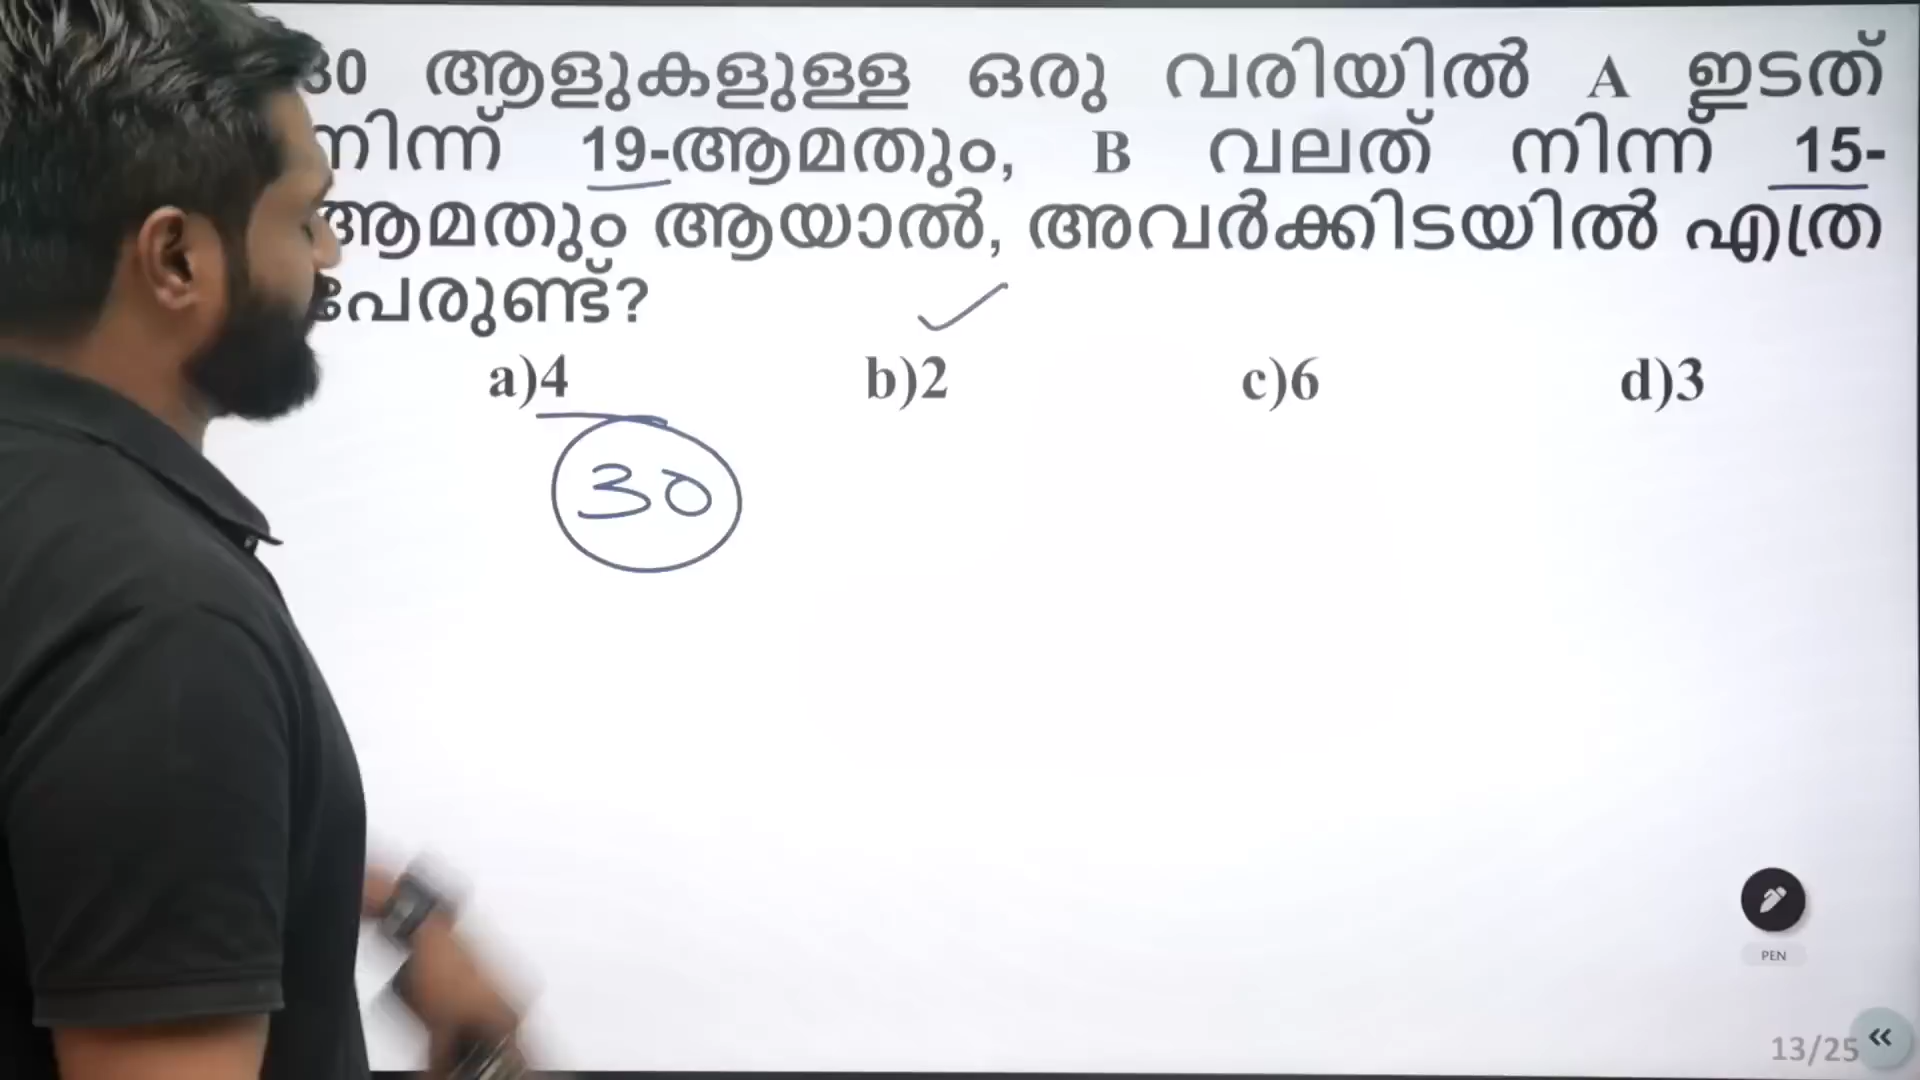 30 ആളുകളുള്ള ഒരു വരിയിൽ A ഇടത്
നിന്ന് 19-ആമതും, B വലത് നിന്ന് 15-
ആമതും ആയാൽ, അവർക്കിടയിൽ എത്ര
പേരുണ്ട്?
a)4 b)2 c)6 d)3
30
PEN
13/25